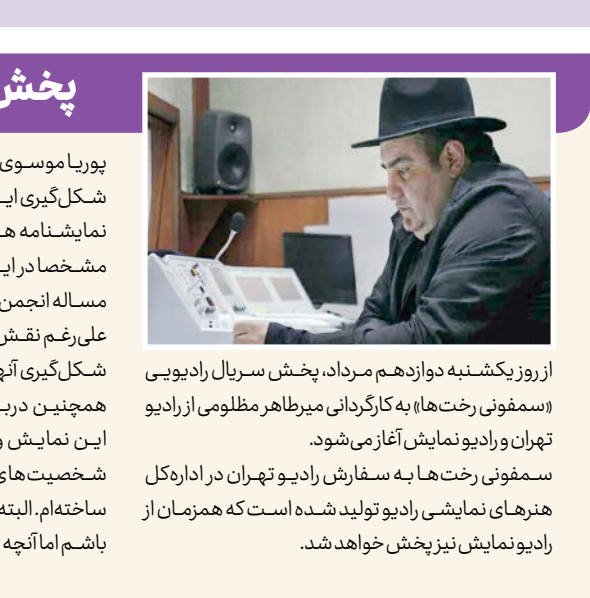 پخش
از روز یکشنبه دوازدهم مرداد، پخش سریال رادیویی
«سمفونی رخت‌ها» به کارگردانی میرطاهر مظلومی از رادیو
تهران و رادیو نمایش آغاز می‌شود.
سمفونی رخت‌ها به سفارش رادیو تهران در اداره‌کل
هنرهای نمایشی رادیو تولید شده است که همزمان از
رادیو نمایش نیز پخش خواهد شد.
پوریا موسوی
شکل‌گیری ایـ
نمایشنامه هـ
مشخصا در ایـ
مساله انجمن
علی‌رغم نقش
شکل‌گیری آنهـ
همچنین دربـ
این نمایش و
شخصیت‌های
ساخته‌ام. البته
باشم اما آنچه